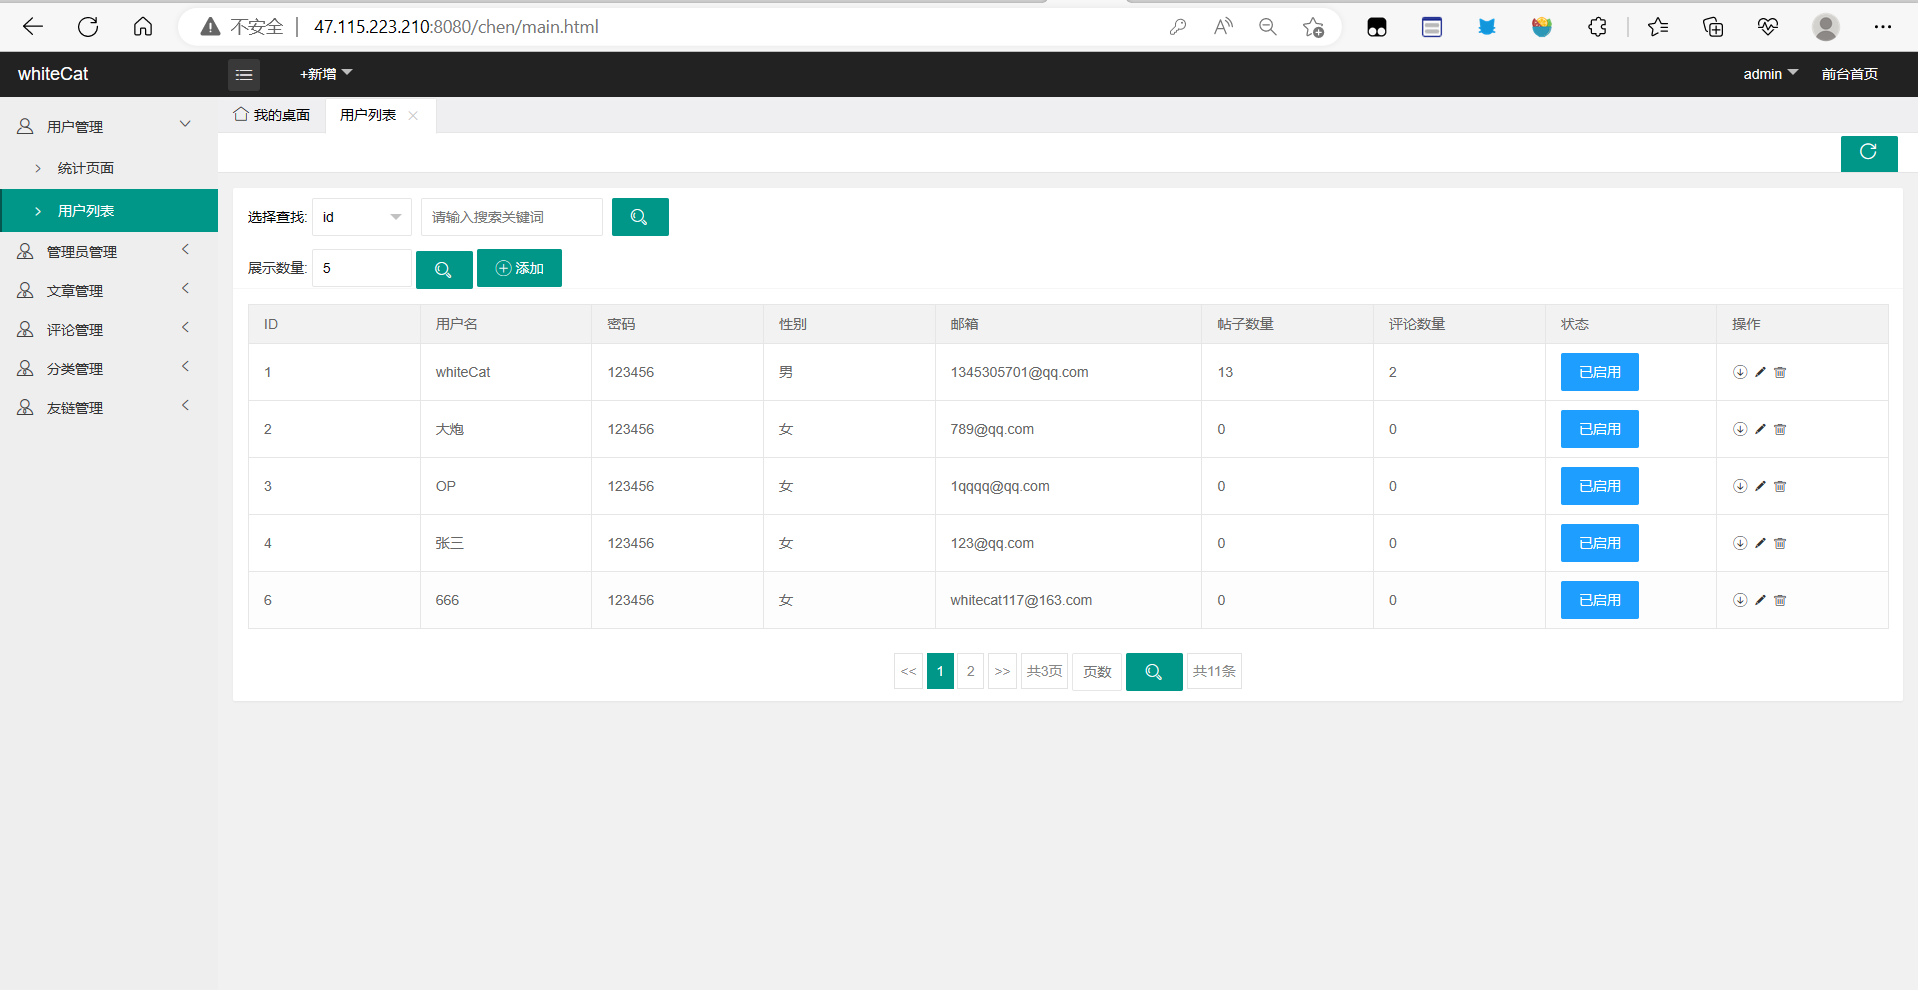 不安全 47.115.223.210:8080/chen/main.html
whiteCat +新增 admin 前台首页
我的桌面 用户列表
用户管理
统计页面
用户列表
管理员管理
文章管理
评论管理
分类管理
友链管理
选择查找: id 请输入搜索关键词
展示数量: 5 添加
ID 用户名 密码 性别 邮箱 帖子数量 评论数量 状态 操作
1 whiteCat 123456 男 1345305701@qq.com 13 2 已启用
2 大炮 123456 女 789@qq.com 0 0 已启用
3 OP 123456 女 1qqqq@qq.com 0 0 已启用
4 张三 123456 女 123@qq.com 0 0 已启用
6 666 123456 女 whitecat117@163.com 0 0 已启用
<< 1 2 >> 共3页 页数 共11条